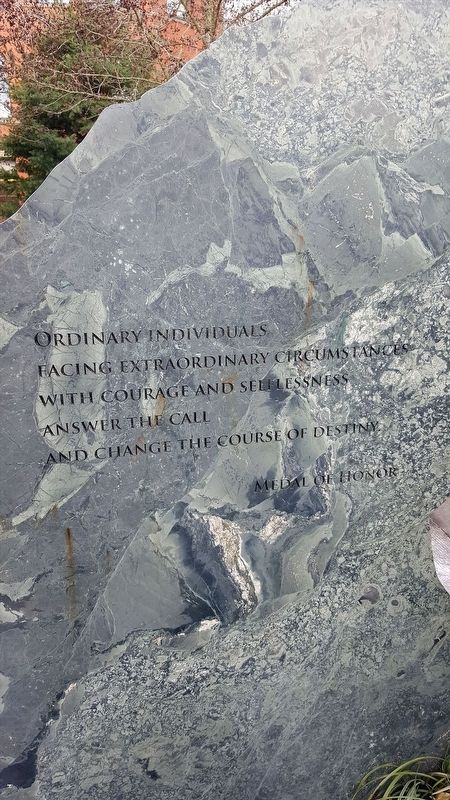 Ordinary individuals
facing extraordinary circumstances
with courage and selflessness
answer the call
and change the course of destiny.
Medal of Honor